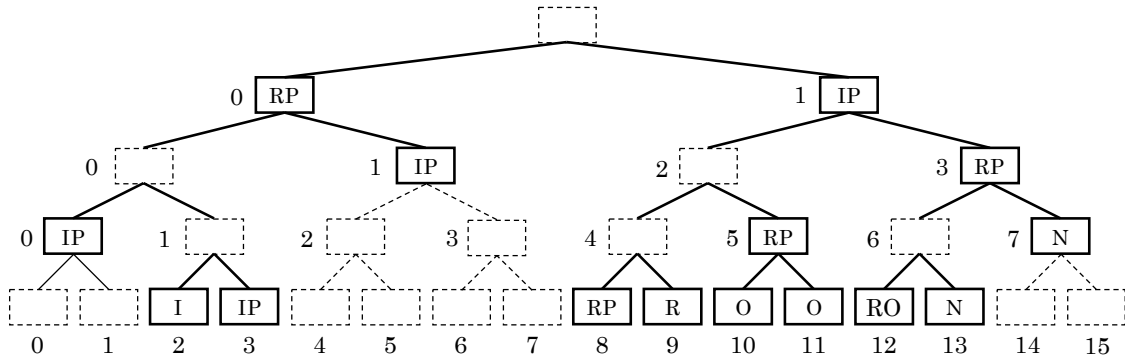 0 RP 1 IP
0 1 IP 2 3 RP
0 IP 1 2 3 4 5 RP 6 7 N
I IP RP R O O RO N
0 1 2 3 4 5 6 7 8 9 10 11 12 13 14 15